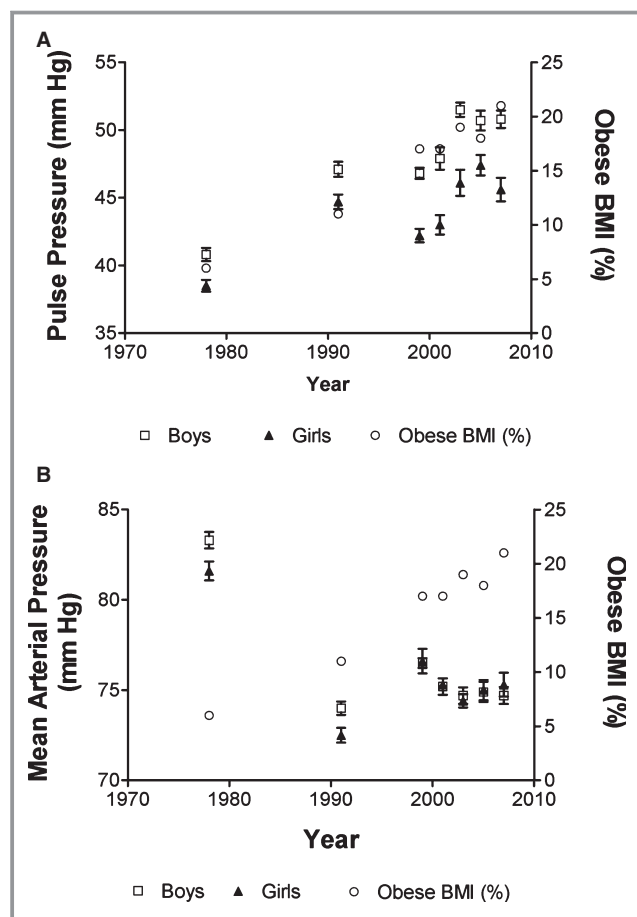 A
Pulse Pressure (mm Hg)
55
50
45
40
35
25
20
15
10
5
0
Obese BMI (%)
1970 1980 1990 2000 2010
Year
Boys Girls Obese BMI (%)
B
Mean Arterial Pressure
(mm Hg)
85
80
75
70
25
20
15
10
5
0
Obese BMI (%)
1970 1980 1990 2000 2010
Year
Boys Girls Obese BMI (%)